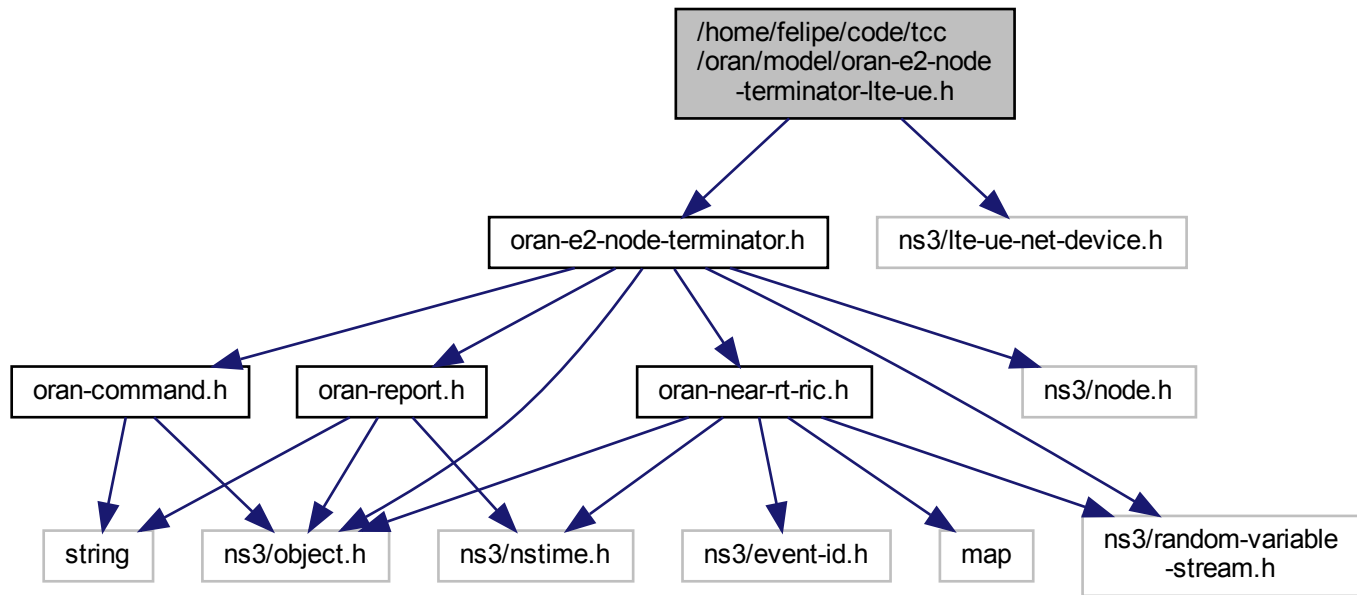 /home/felipe/code/tcc
/oran/model/oran-e2-node
-terminator-lte-ue.h
oran-e2-node-terminator.h
ns3/lte-ue-net-device.h
oran-command.h
oran-report.h
oran-near-rt-ric.h
ns3/node.h
string
ns3/object.h
ns3/nstime.h
ns3/event-id.h
map
ns3/random-variable
-stream.h